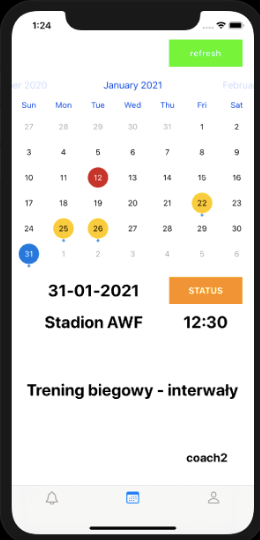 1:24
refresh
er 2020 January 2021 Februa
Sun Mon Tue Wed Thu Fri Sat
27 28 29 30 31 1 2
3 4 5 6 7 8 9
10 11 12 13 14 15 16
17 18 19 20 21 22 23
24 25 26 27 28 29 30
31 1 2 3 4 5 6
31-01-2021 STATUS
Stadion AWF 12:30
Trening biegowy - interwały
coach2